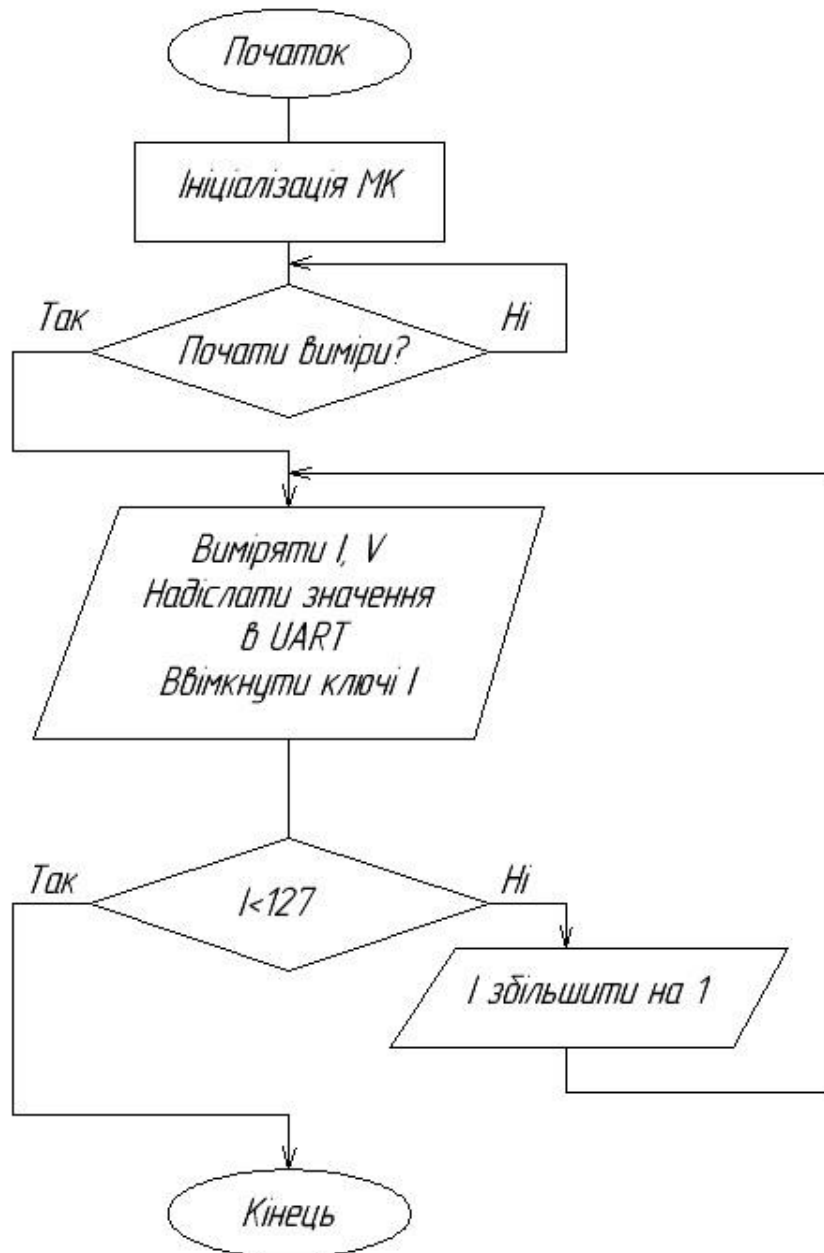 Початок
Ініціалізація МК
Так
Ні
Почати виміри?
Виміряти І, V
Надіслати значення
в UART
Ввімкнути ключі І
Так
Ні
І<127
І збільшити на 1
Кінець